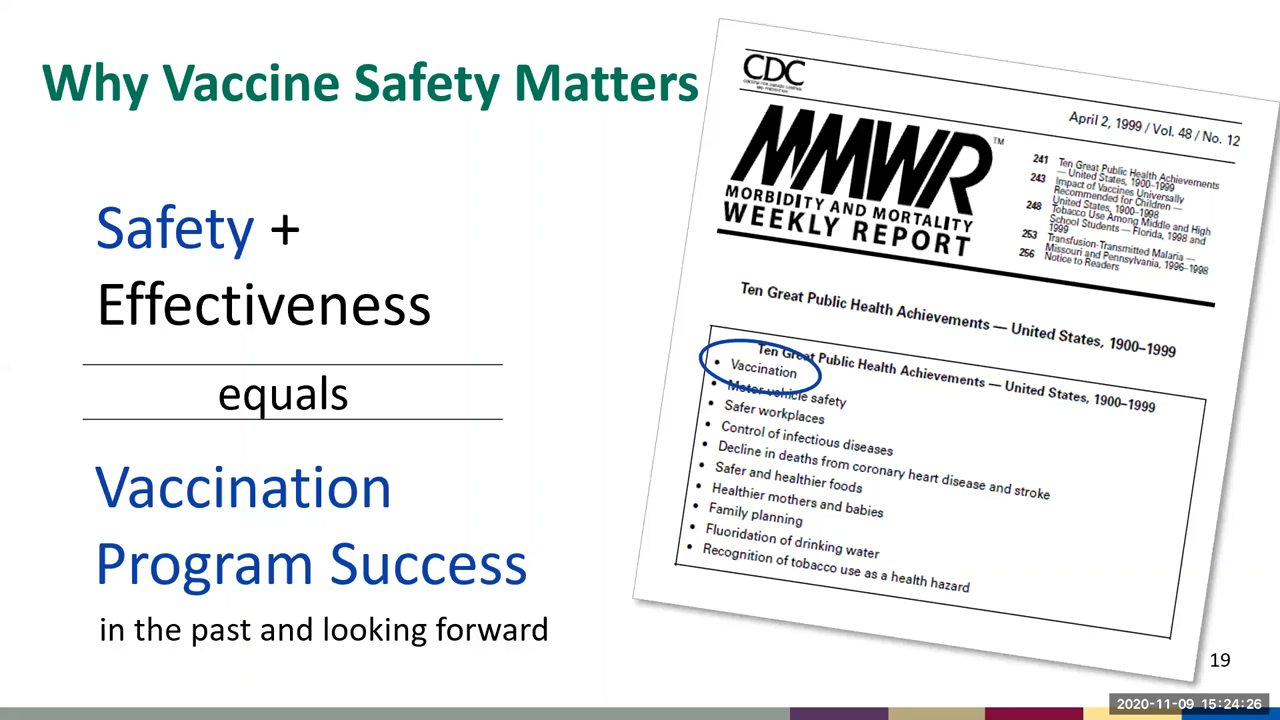 Why Vaccine Safety Matters
Safety +
Effectiveness
equals
Vaccination
Program Success
in the past and looking forward
CDC
April 2, 1999 / Vol. 48 / No. 12
MMWR™
MORBIDITY AND MORTALITY
WEEKLY REPORT
241 Ten Great Public Health Achievements
— United States, 1900–1999
243 Impact of Vaccines Universally
Recommended for Children —
United States, 1900–1998
248 Tobacco Use Among Middle and High
School Students — Florida, 1998 and
1999
253 Transfusion-Transmitted Malaria —
Missouri and Pennsylvania, 1996–1998
256 Notice to Readers
Ten Great Public Health Achievements — United States, 1900–1999
Ten Great Public Health Achievements — United States, 1900–1999
• Vaccination
• Motor-vehicle safety
• Safer workplaces
• Control of infectious diseases
• Decline in deaths from coronary heart disease and stroke
• Safer and healthier foods
• Healthier mothers and babies
• Family planning
• Fluoridation of drinking water
• Recognition of tobacco use as a health hazard
19
2020-11-09 15:24:26